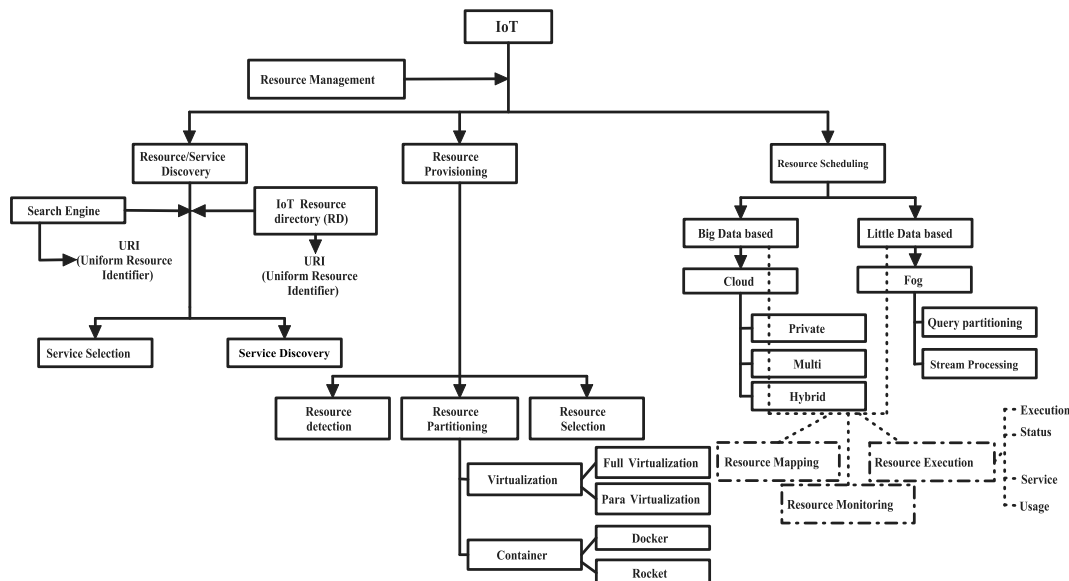 IoT
Resource Management
Resource/Service
Discovery
Resource
Provisioning
Resource Scheduling
Search Engine
IoT Resource
directory (RD)
URI
(Uniform Resource
Identifier)
URI
(Uniform Resource
Identifier)
Big Data based
Little Data based
Cloud
Fog
Private
Multi
Hybrid
Query partitioning
Stream Processing
Service Selection
Service Discovery
Resource
detection
Resource
Partitioning
Resource
Selection
Virtualization
Full Virtualization
Para Virtualization
Container
Docker
Rocket
Resource Mapping
Resource Execution
Resource Monitoring
Execution
Status
Service
Usage